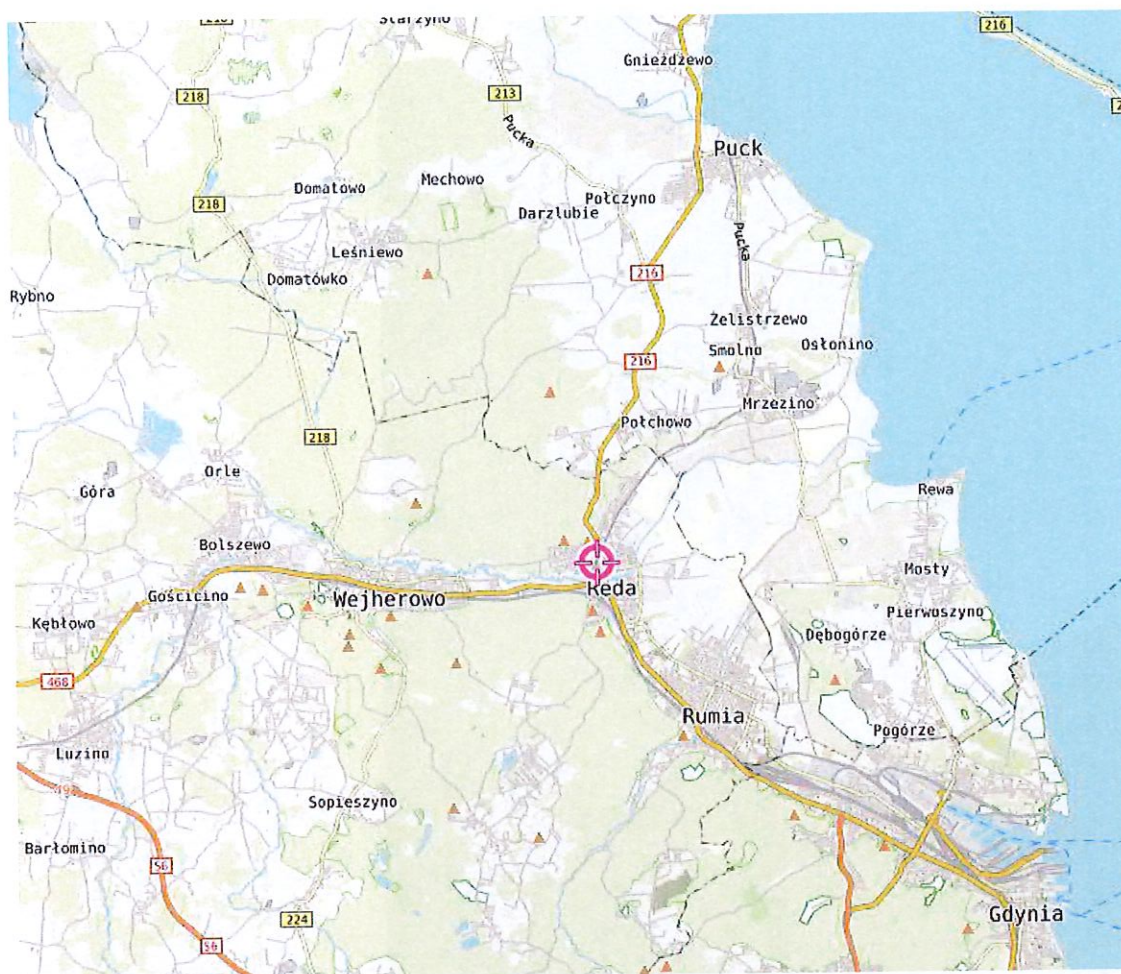 216
Starzyno
Gnieżdżewo
218
213
Pucka
Puck
Domatowo
Mechowo
Połczyno
218
Darzlubie
Pucka
Leśniewo
Domatówko
216
Rybno
Żelistrzewo
Osłonino
Smolno
216
Mrzezino
Połchowo
218
Orle
Góra
Rewa
Bolszewo
Mosty
Reda
Gościcino
Wejherowo
Pierwoszyno
Kębłowo
Dębogórze
468
Rumia
Pogórze
Luzino
Sopieszyno
Barłomino
S6
224
Gdynia
S6